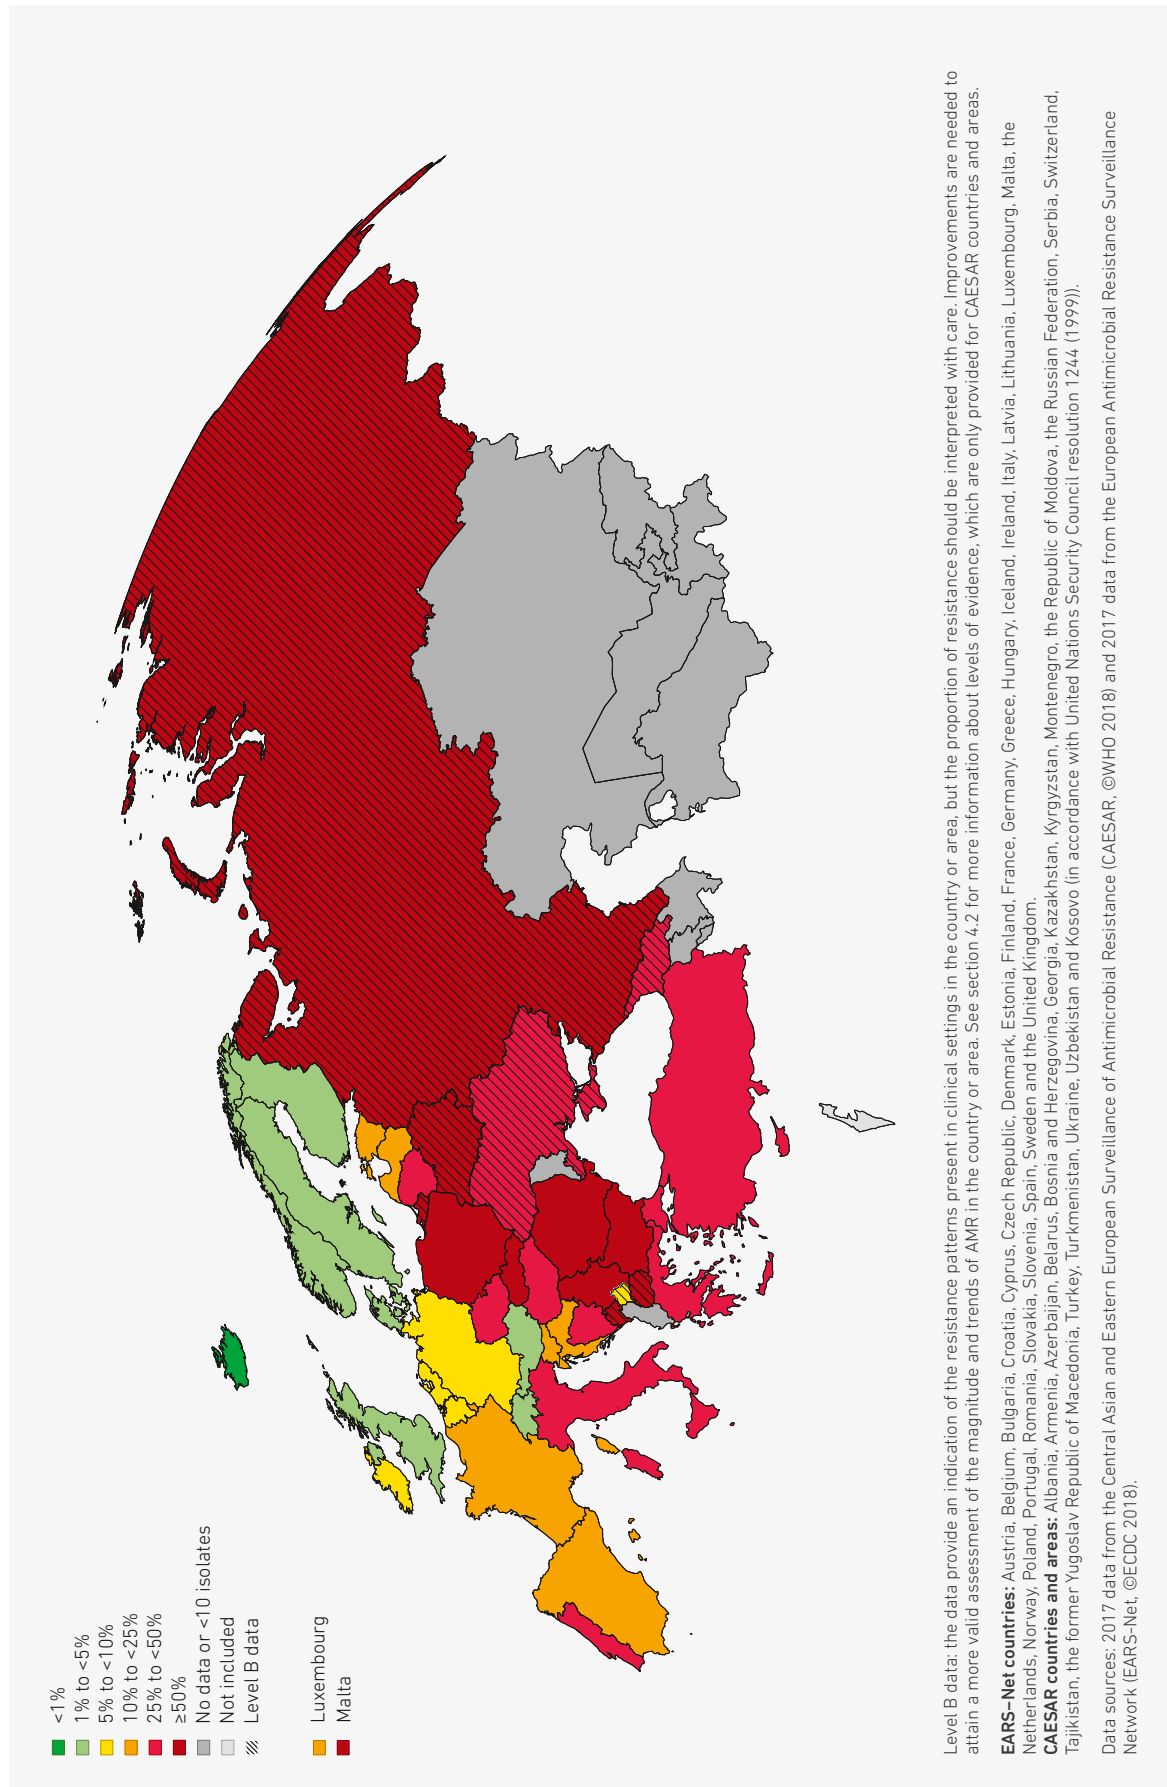 <1%
1% to <5%
5% to <10%
10% to <25%
25% to <50%
≥50%
No data or <10 isolates
Not included
Level B data
Luxembourg
Malta
Level B data: the data provide an indication of the resistance patterns present in clinical settings in the country or area, but the proportion of resistance should be interpreted with care. Improvements are needed to
attain a more valid assessment of the magnitude and trends of AMR in the country or area. See section 4.2 for more information about levels of evidence, which are only provided for CAESAR countries and areas.
EARS–Net countries: Austria, Belgium, Bulgaria, Croatia, Cyprus, Czech Republic, Denmark, Estonia, Finland, France, Germany, Greece, Hungary, Iceland, Ireland, Italy, Latvia, Lithuania, Luxembourg, Malta, the
Netherlands, Norway, Poland, Portugal, Romania, Slovakia, Slovenia, Spain, Sweden and the United Kingdom.
CAESAR countries and areas: Albania, Armenia, Azerbaijan, Belarus, Bosnia and Herzegovina, Georgia, Kazakhstan, Kyrgyzstan, Montenegro, the Republic of Moldova, the Russian Federation, Serbia, Switzerland,
Tajikistan, the former Yugoslav Republic of Macedonia, Turkey, Turkmenistan, Ukraine, Uzbekistan and Kosovo (in accordance with United Nations Security Council resolution 1244 (1999)).
Data sources: 2017 data from the Central Asian and Eastern European Surveillance of Antimicrobial Resistance (CAESAR, ©WHO 2018) and 2017 data from the European Antimicrobial Resistance Surveillance
Network (EARS-Net, ©ECDC 2018).